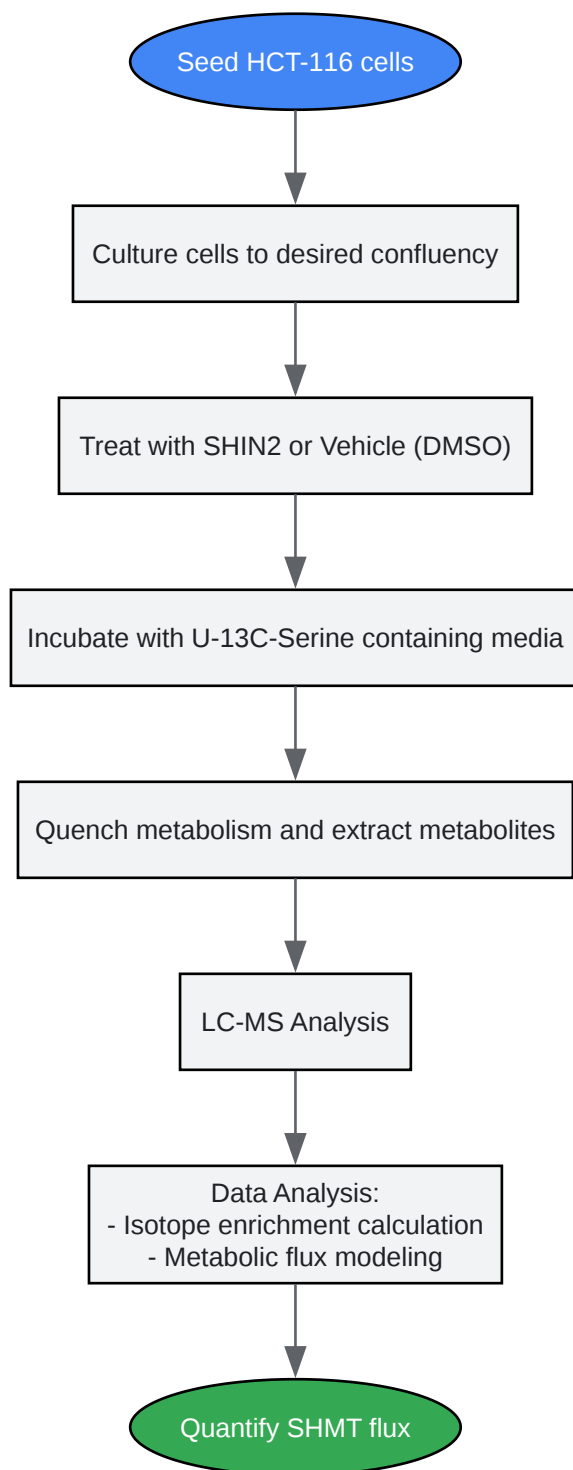 Seed HCT-116 cells
Culture cells to desired confluency
Treat with SHIN2 or Vehicle (DMSO)
Incubate with U-13C-Serine containing media
Quench metabolism and extract metabolites
LC-MS Analysis
Data Analysis:
- Isotope enrichment calculation
- Metabolic flux modeling
Quantify SHMT flux